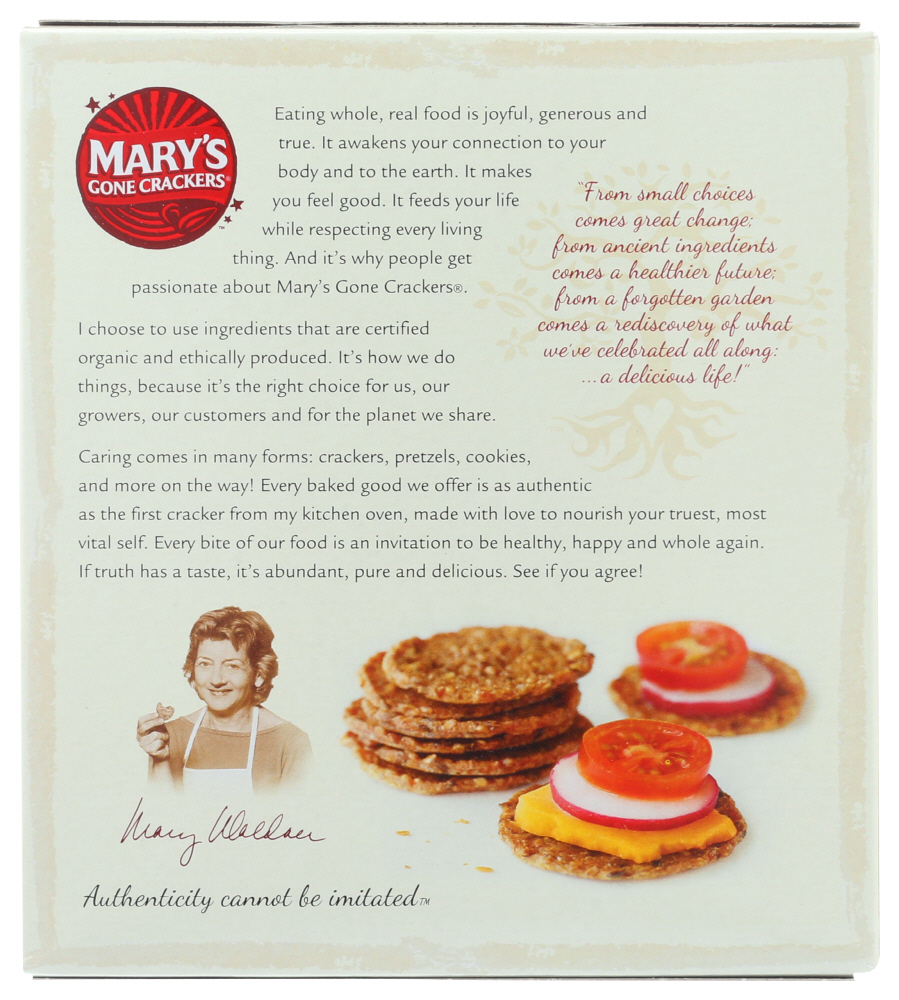 MARY'S
GONE CRACKERS®
™
Eating whole, real food is joyful, generous and
true. It awakens your connection to your
body and to the earth. It makes
you feel good. It feeds your life
while respecting every living
thing. And it's why people get
passionate about Mary's Gone Crackers®.
I choose to use ingredients that are certified
organic and ethically produced. It's how we do
things, because it's the right choice for us, our
growers, our customers and for the planet we share.
"From small choices
comes great change;
from ancient ingredients
comes a healthier future;
from a forgotten garden
comes a rediscovery of what
we've celebrated all along:
...a delicious life!"
Caring comes in many forms: crackers, pretzels, cookies,
and more on the way! Every baked good we offer is as authentic
as the first cracker from my kitchen oven, made with love to nourish your truest, most
vital self. Every bite of our food is an invitation to be healthy, happy and whole again.
If truth has a taste, it's abundant, pure and delicious. See if you agree!
Mary Waldner
Authenticity cannot be imitated™